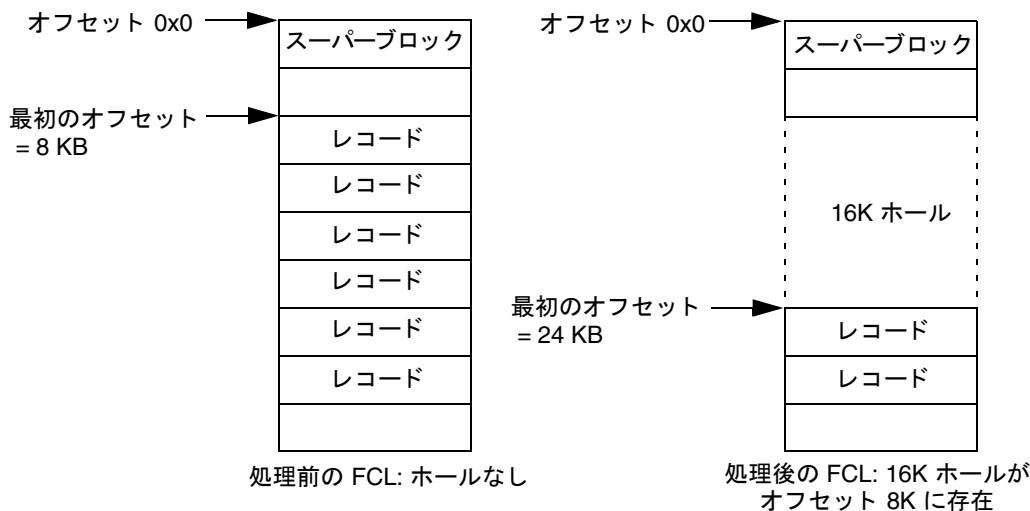 オフセット 0x0
スーパーブロック
最初のオフセット
= 8 KB
レコード
レコード
レコード
レコード
レコード
レコード
処理前の FCL: ホールなし
オフセット 0x0
スーパーブロック
16K ホール
最初のオフセット
= 24 KB
レコード
レコード
処理後の FCL: 16K ホールが
オフセット 8K に存在